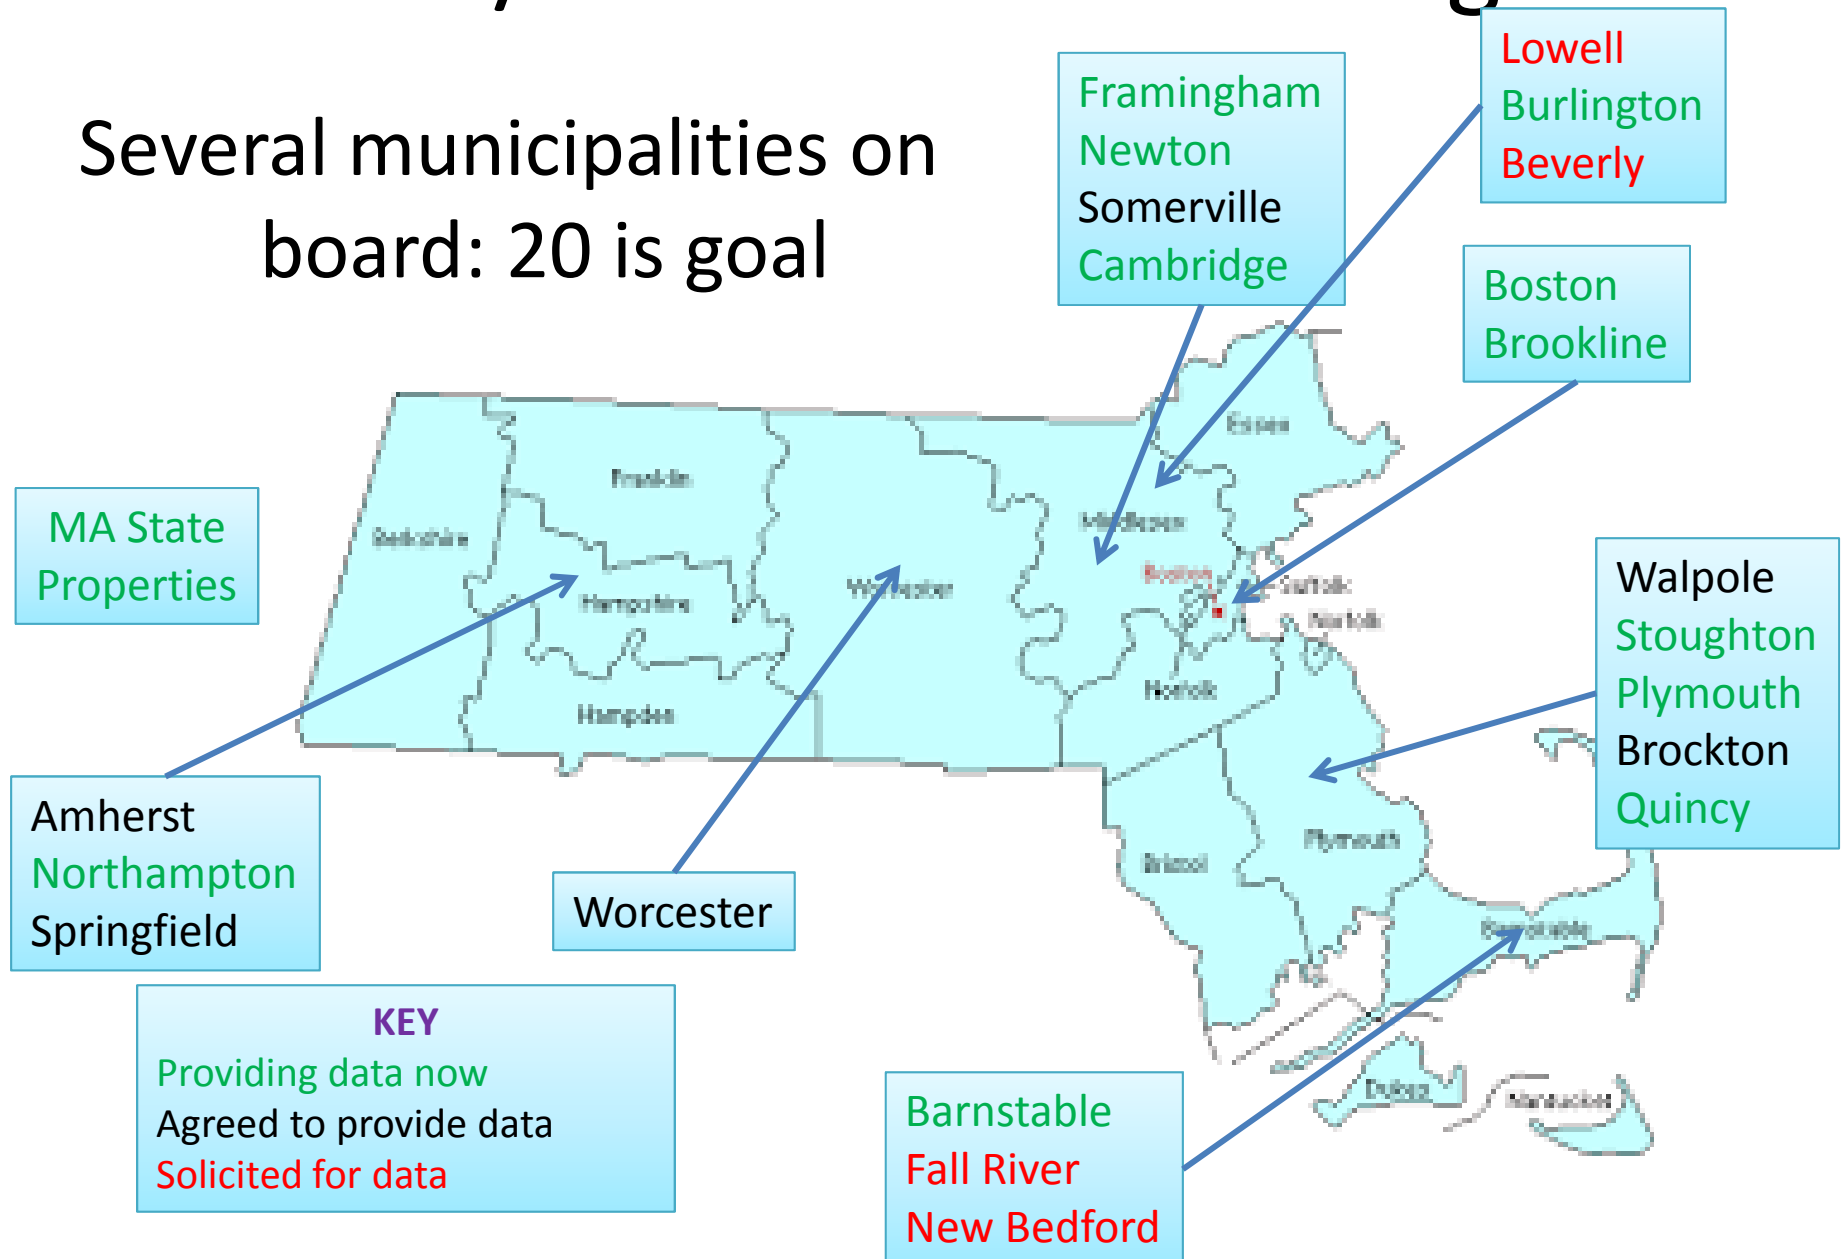 Several municipalities on
board: 20 is goal
Framingham
Newton
Somerville
Cambridge
Lowell
Burlington
Beverly
Boston
Brookline
MA State
Properties
Walpole
Stoughton
Plymouth
Brockton
Quincy
Amherst
Northampton
Springfield
Worcester
Barnstable
Fall River
New Bedford
KEY
Providing data now
Agreed to provide data
Solicited for data
Essex
Franklin
Middlesex
Berkshire
Boston
Worcester
Suffolk
Hampshire
Norfolk
Norfolk
Hampden
Plymouth
Bristol
Barnstable
Dukes
Nantucket